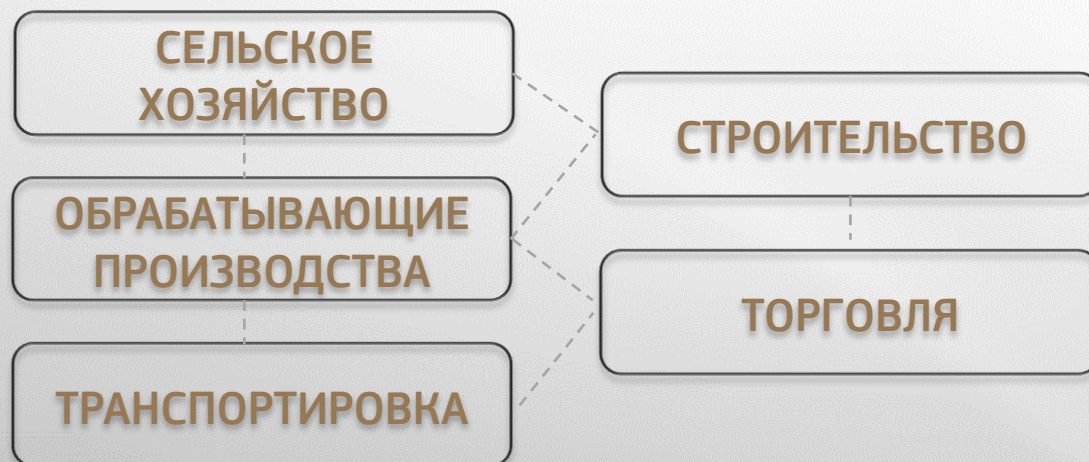 СЕЛЬСКОЕ
ХОЗЯЙСТВО
ОБРАБАТЫВАЮЩИЕ
ПРОИЗВОДСТВА
ТРАНСПОРТИРОВКА
СТРОИТЕЛЬСТВО
ТОРГОВЛЯ